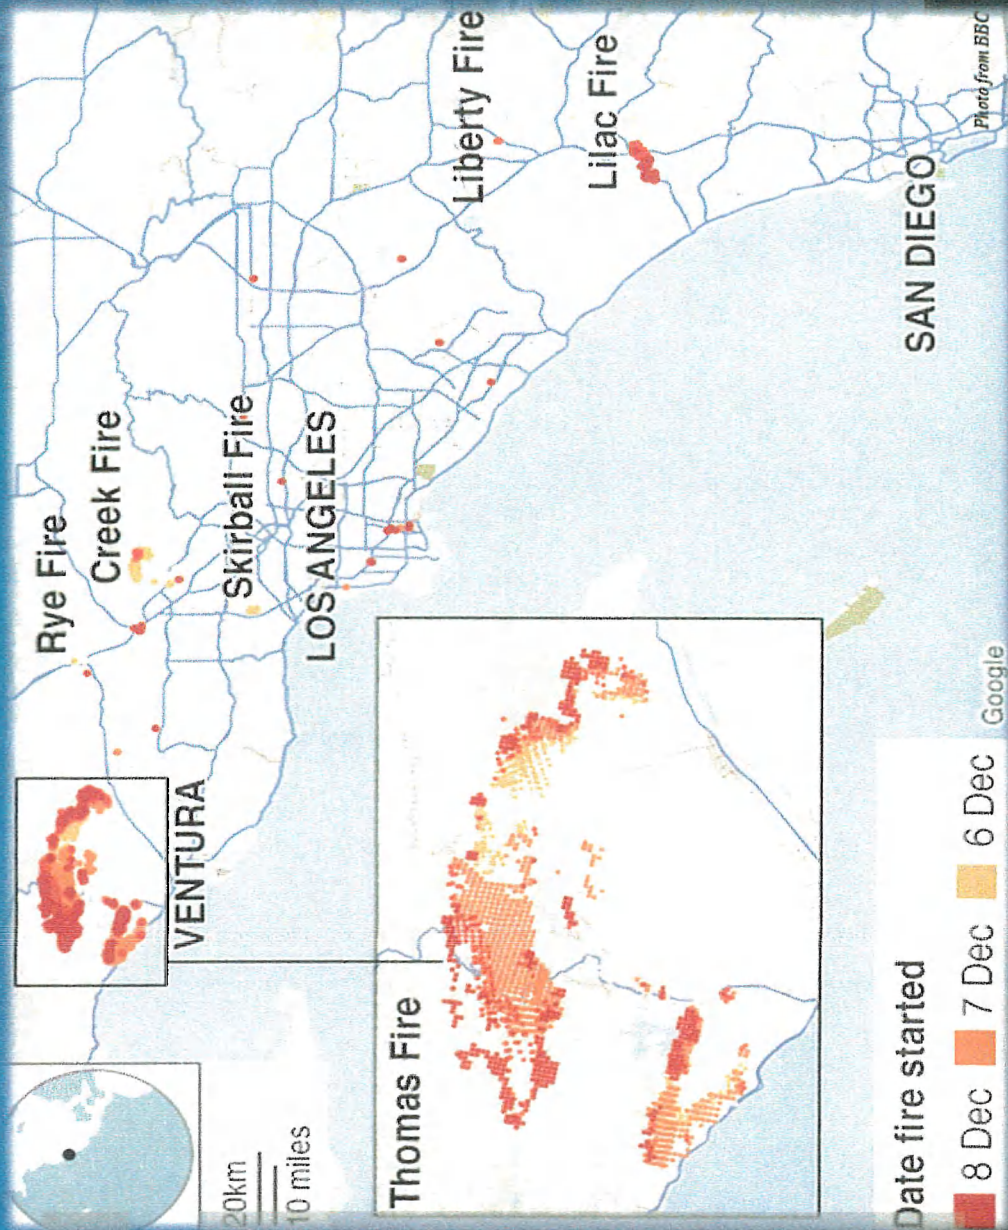 20km
10 miles
VENTURA
Rye Fire
Creek Fire
Skirball Fire
LOS ANGELES
Liberty Fire
Lilac Fire
SAN DIEGO
Thomas Fire
Date fire started
8 Dec
7 Dec
6 Dec
Google
Photo from BBC